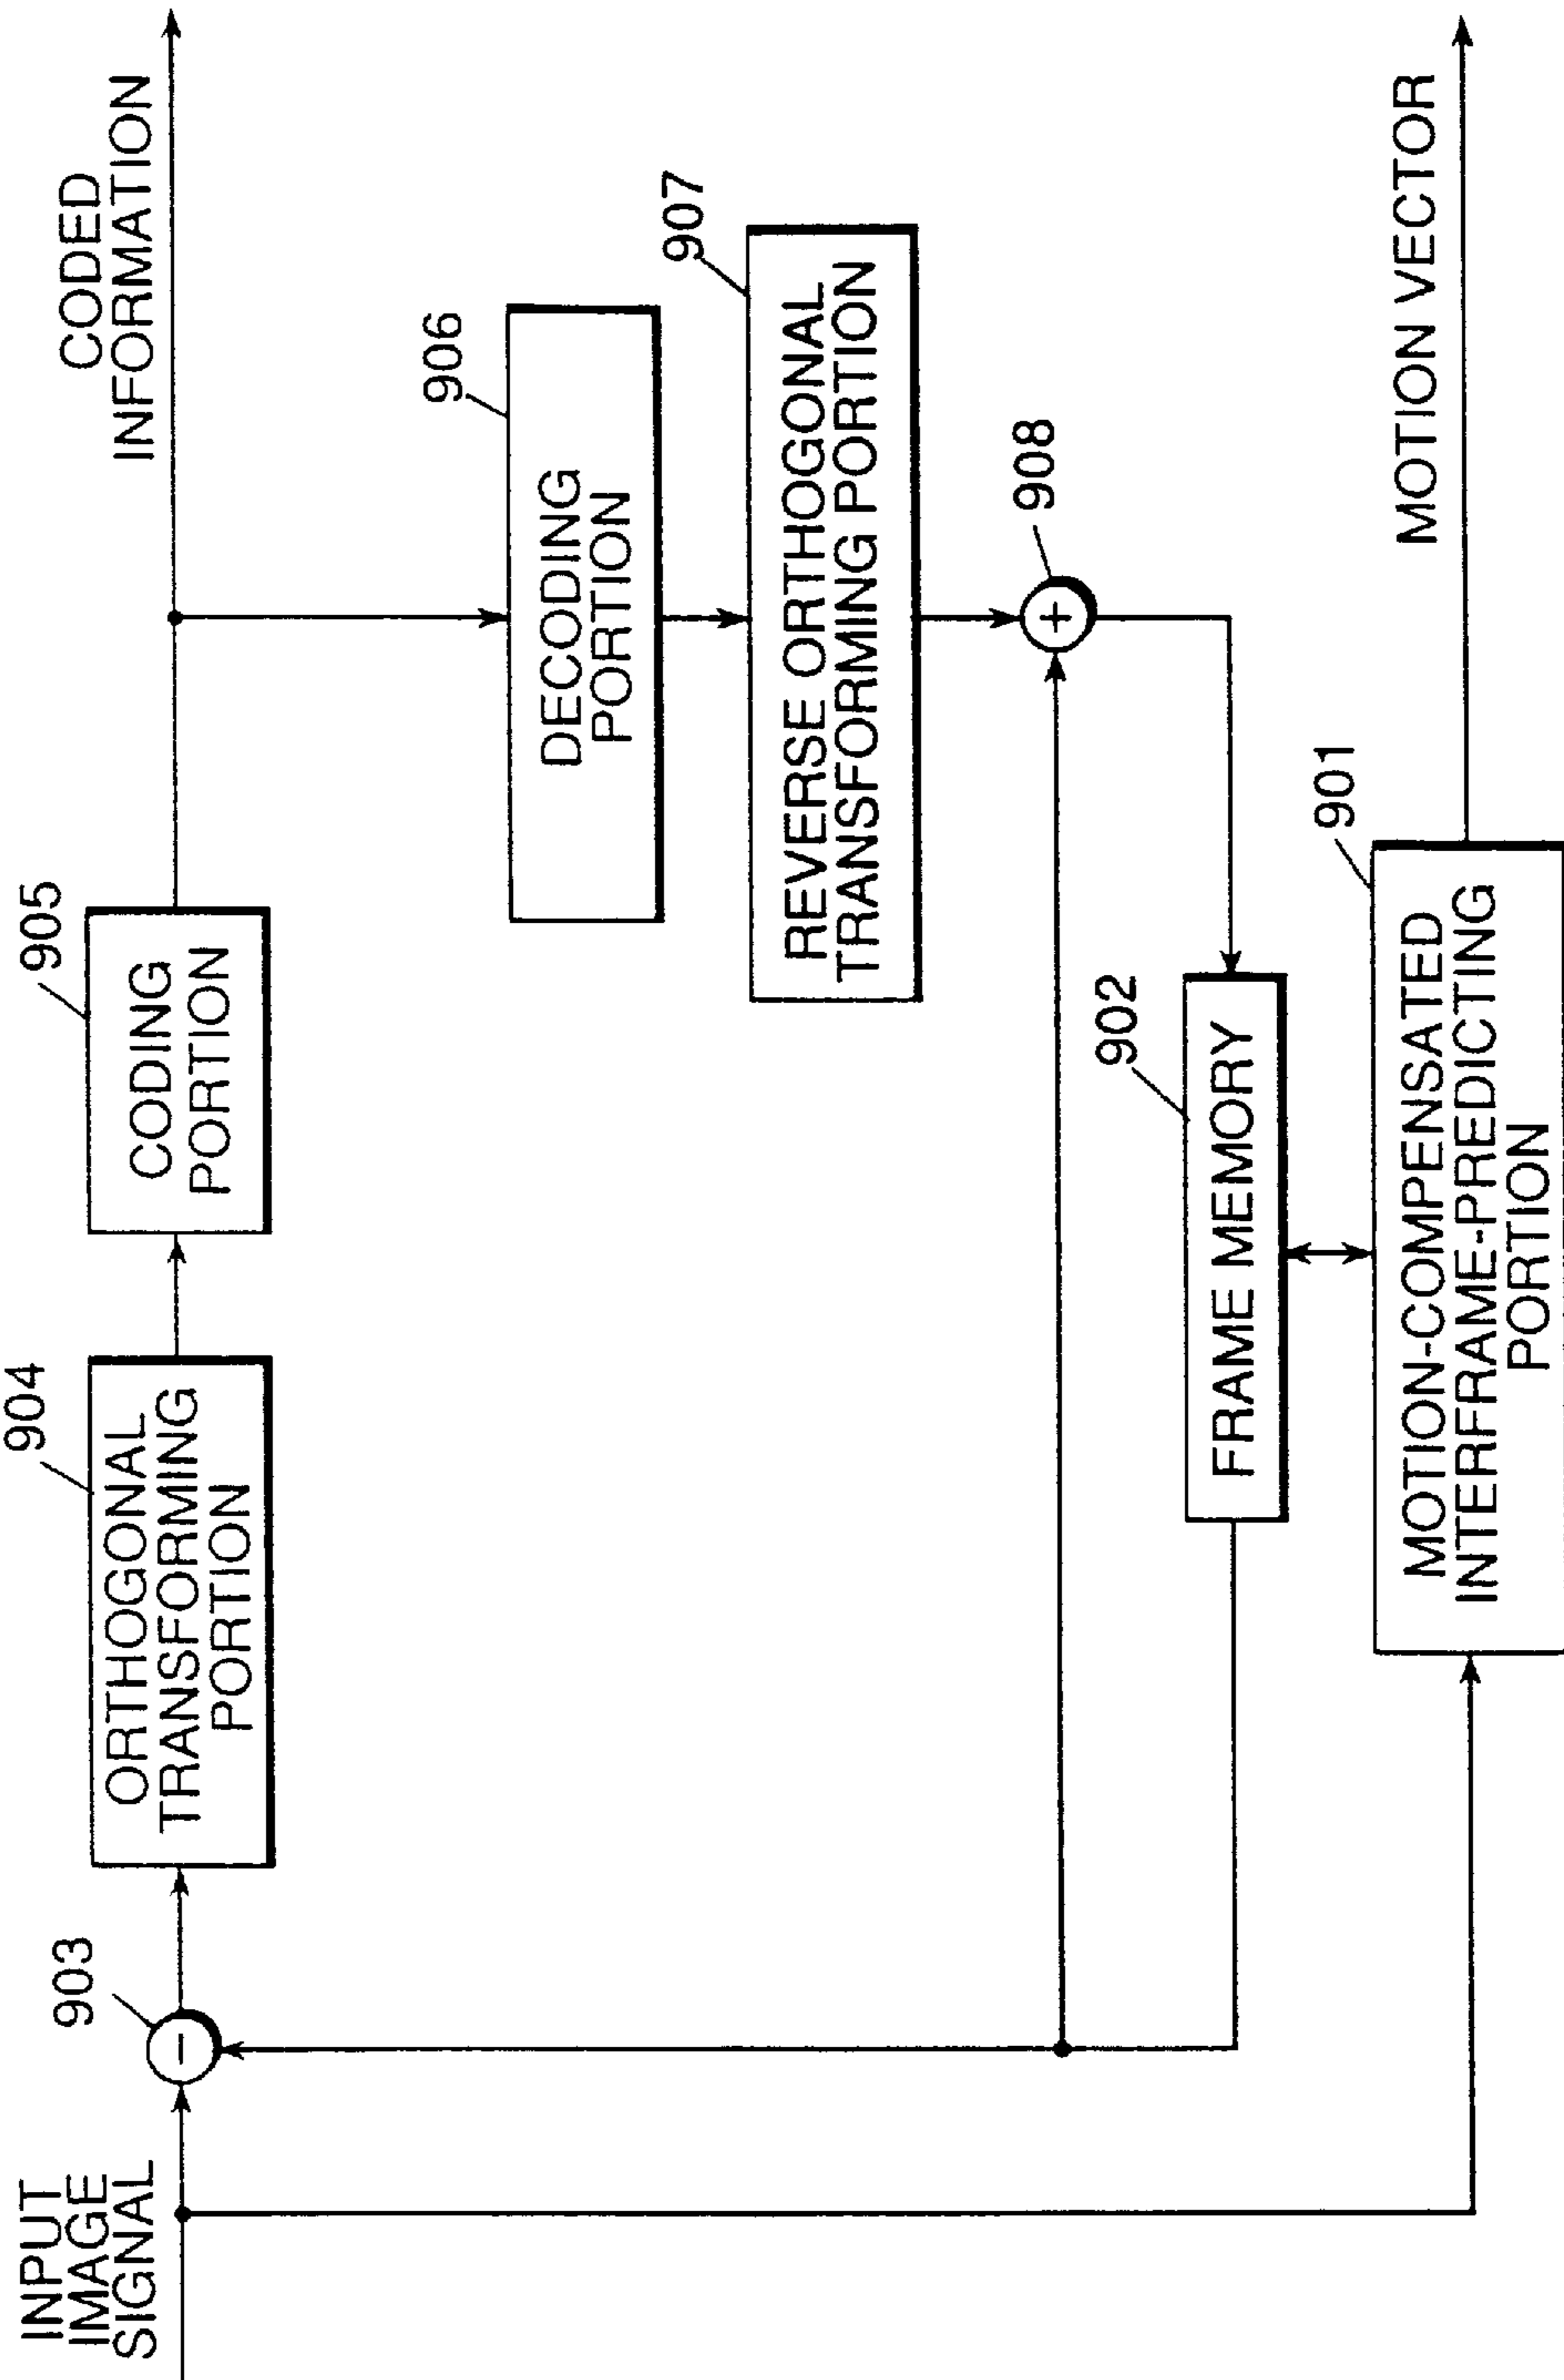 INPUT
IMAGE
SIGNAL
903
904
ORTHOGONAL
TRANSFORMING
PORTION
905
CODING
PORTION
CODED
INFORMATION
906
DECODING
PORTION
907
REVERSE ORTHOGONAL
TRANSFORMING PORTION
908
+
−
902
FRAME MEMORY
901
MOTION-COMPENSATED
INTERFRAME-PREDICTING
PORTION
MOTION VECTOR